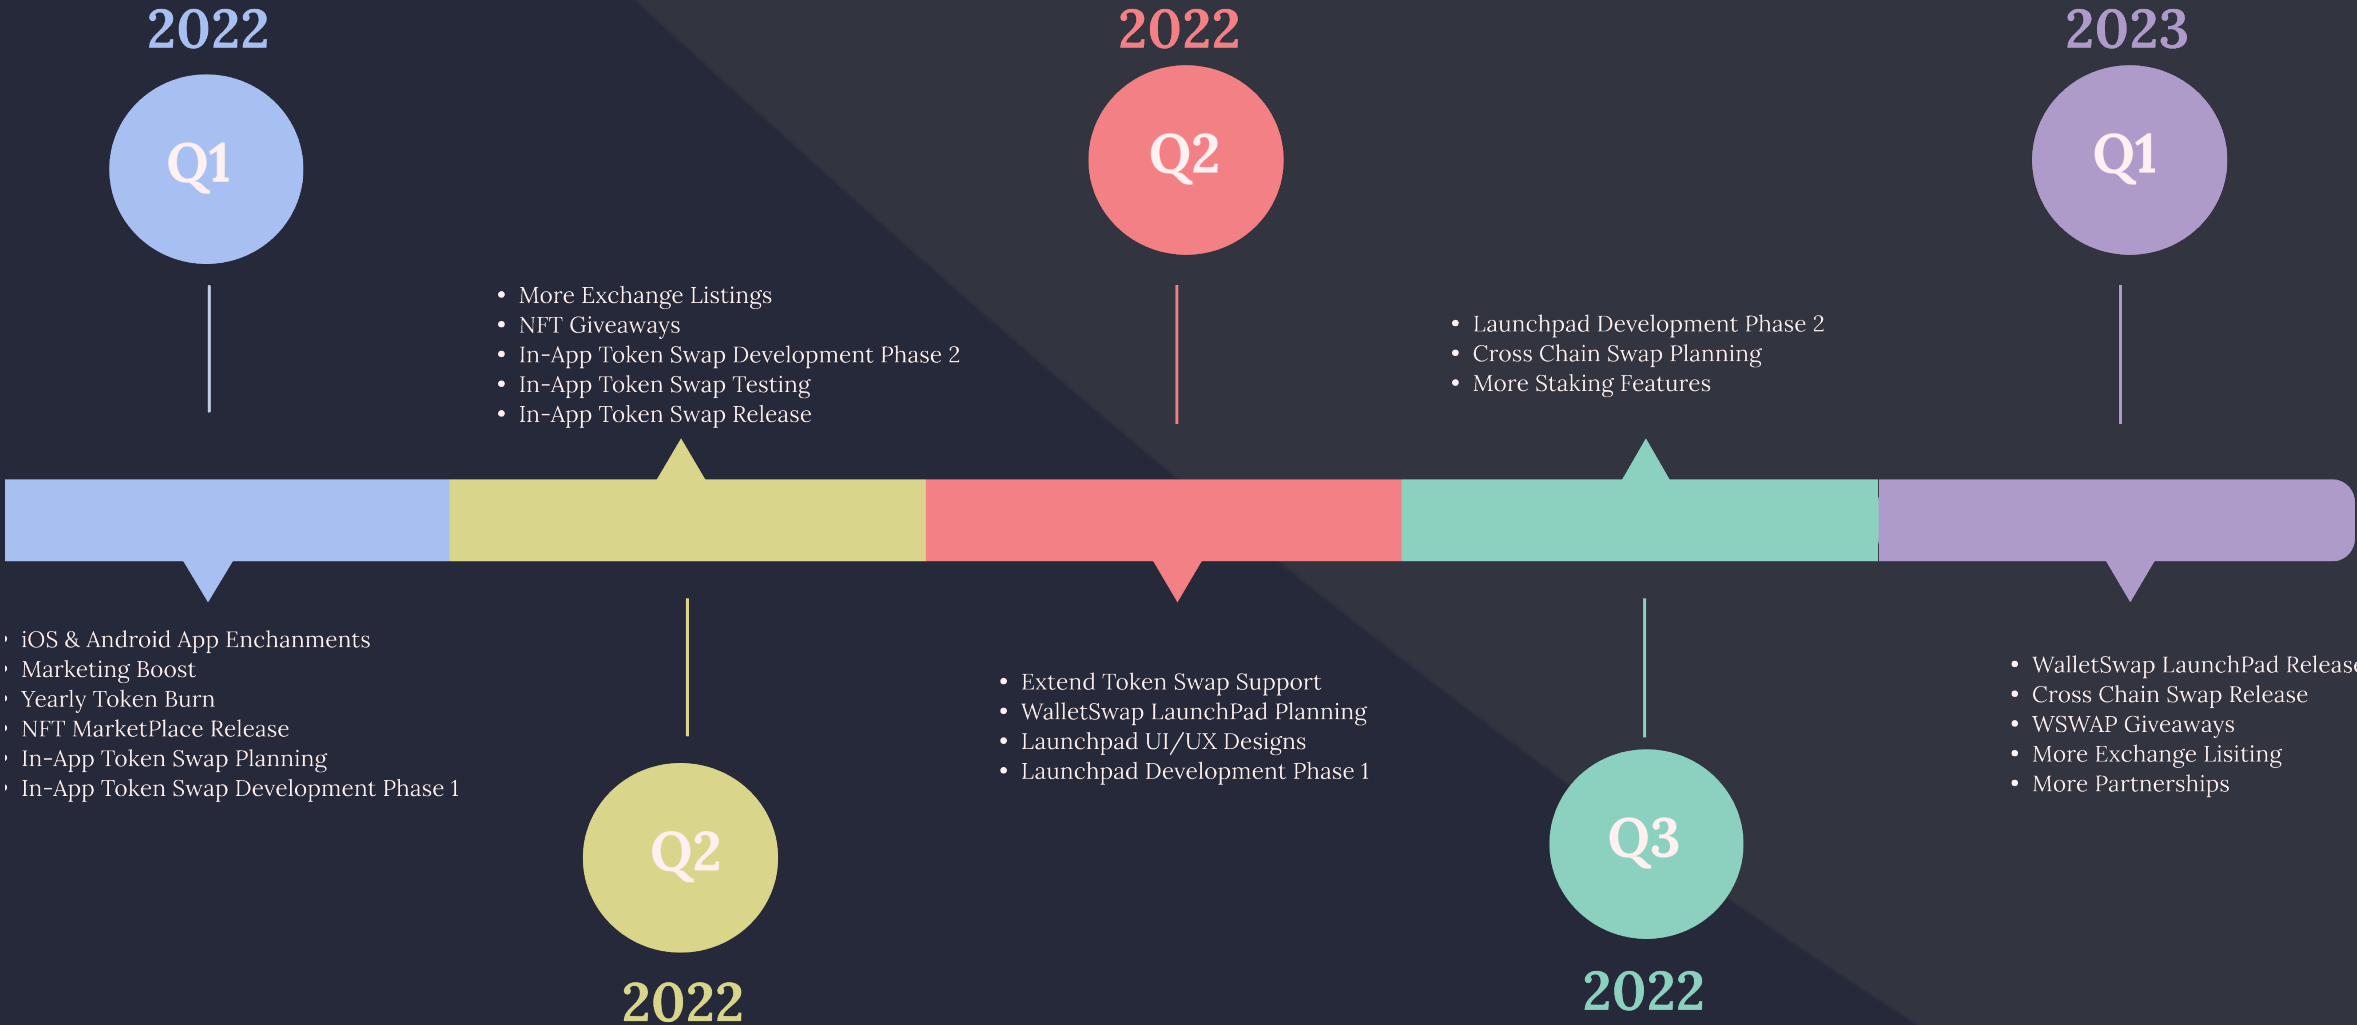 2022
Q1
• iOS & Android App Enchanments
• Marketing Boost
• Yearly Token Burn
• NFT MarketPlace Release
• In-App Token Swap Planning
• In-App Token Swap Development Phase 1
• More Exchange Listings
• NFT Giveaways
• In-App Token Swap Development Phase 2
• In-App Token Swap Testing
• In-App Token Swap Release
Q2
2022
2022
Q2
• Extend Token Swap Support
• WalletSwap LaunchPad Planning
• Launchpad UI/UX Designs
• Launchpad Development Phase 1
• Launchpad Development Phase 2
• Cross Chain Swap Planning
• More Staking Features
Q3
2022
2023
Q1
• WalletSwap LaunchPad Release
• Cross Chain Swap Release
• WSWAP Giveaways
• More Exchange Lisiting
• More Partnerships